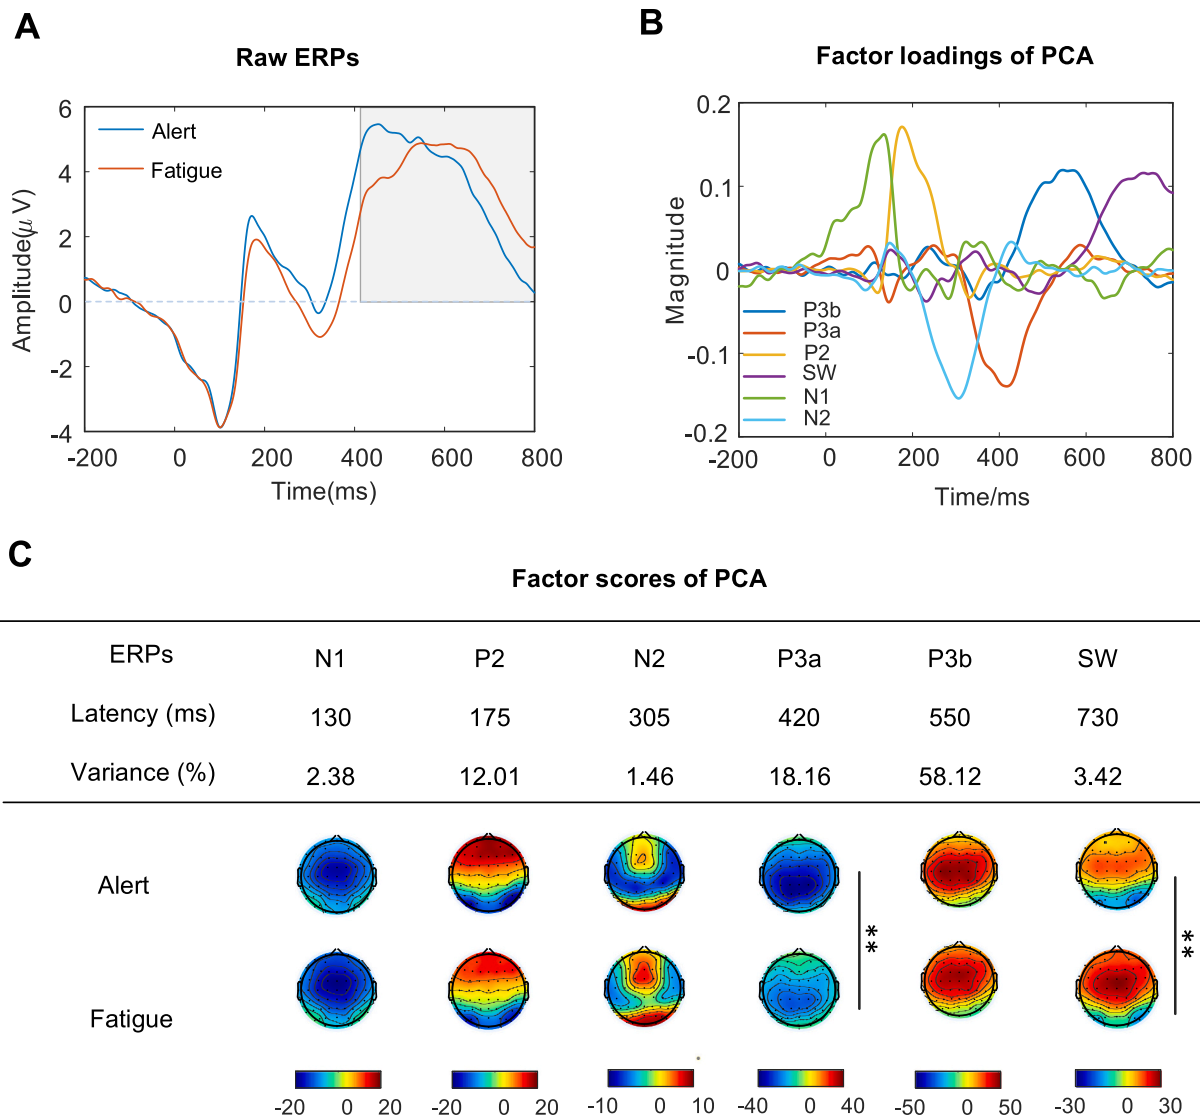 A
Raw ERPs
6
4
2
0
-2
-4
Amplitude(μ V)
Alert
Fatigue
-200
0
200
400
600
800
Time(ms)
B
Factor loadings of PCA
0.2
0.1
0
-0.1
-0.2
Magnitude
P3b
P3a
P2
SW
N1
N2
-200
0
200
400
600
800
Time/ms
C
Factor scores of PCA
ERPs N1 P2 N2 P3a P3b SW
Latency (ms) 130 175 305 420 550 730
Variance (%) 2.38 12.01 1.46 18.16 58.12 3.42
Alert
** **
Fatigue
-20 0 20 -20 0 20 -10 0 10 -40 0 40 -50 0 50 -30 0 30